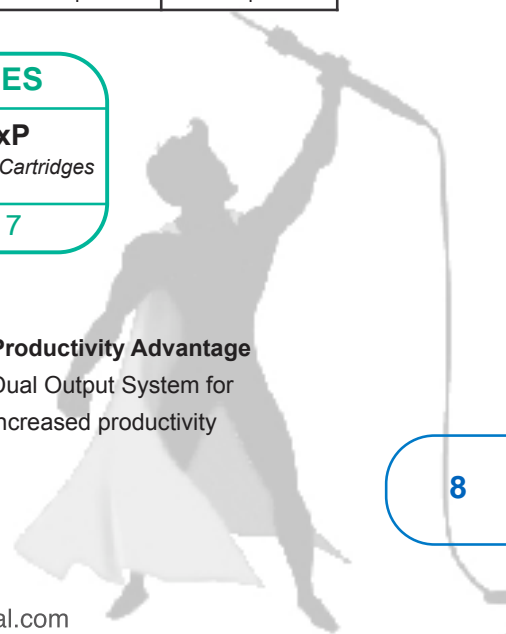 ES
xP
Cartridges
7
Productivity Advantage
Dual Output System for
increased productivity
8
al.com